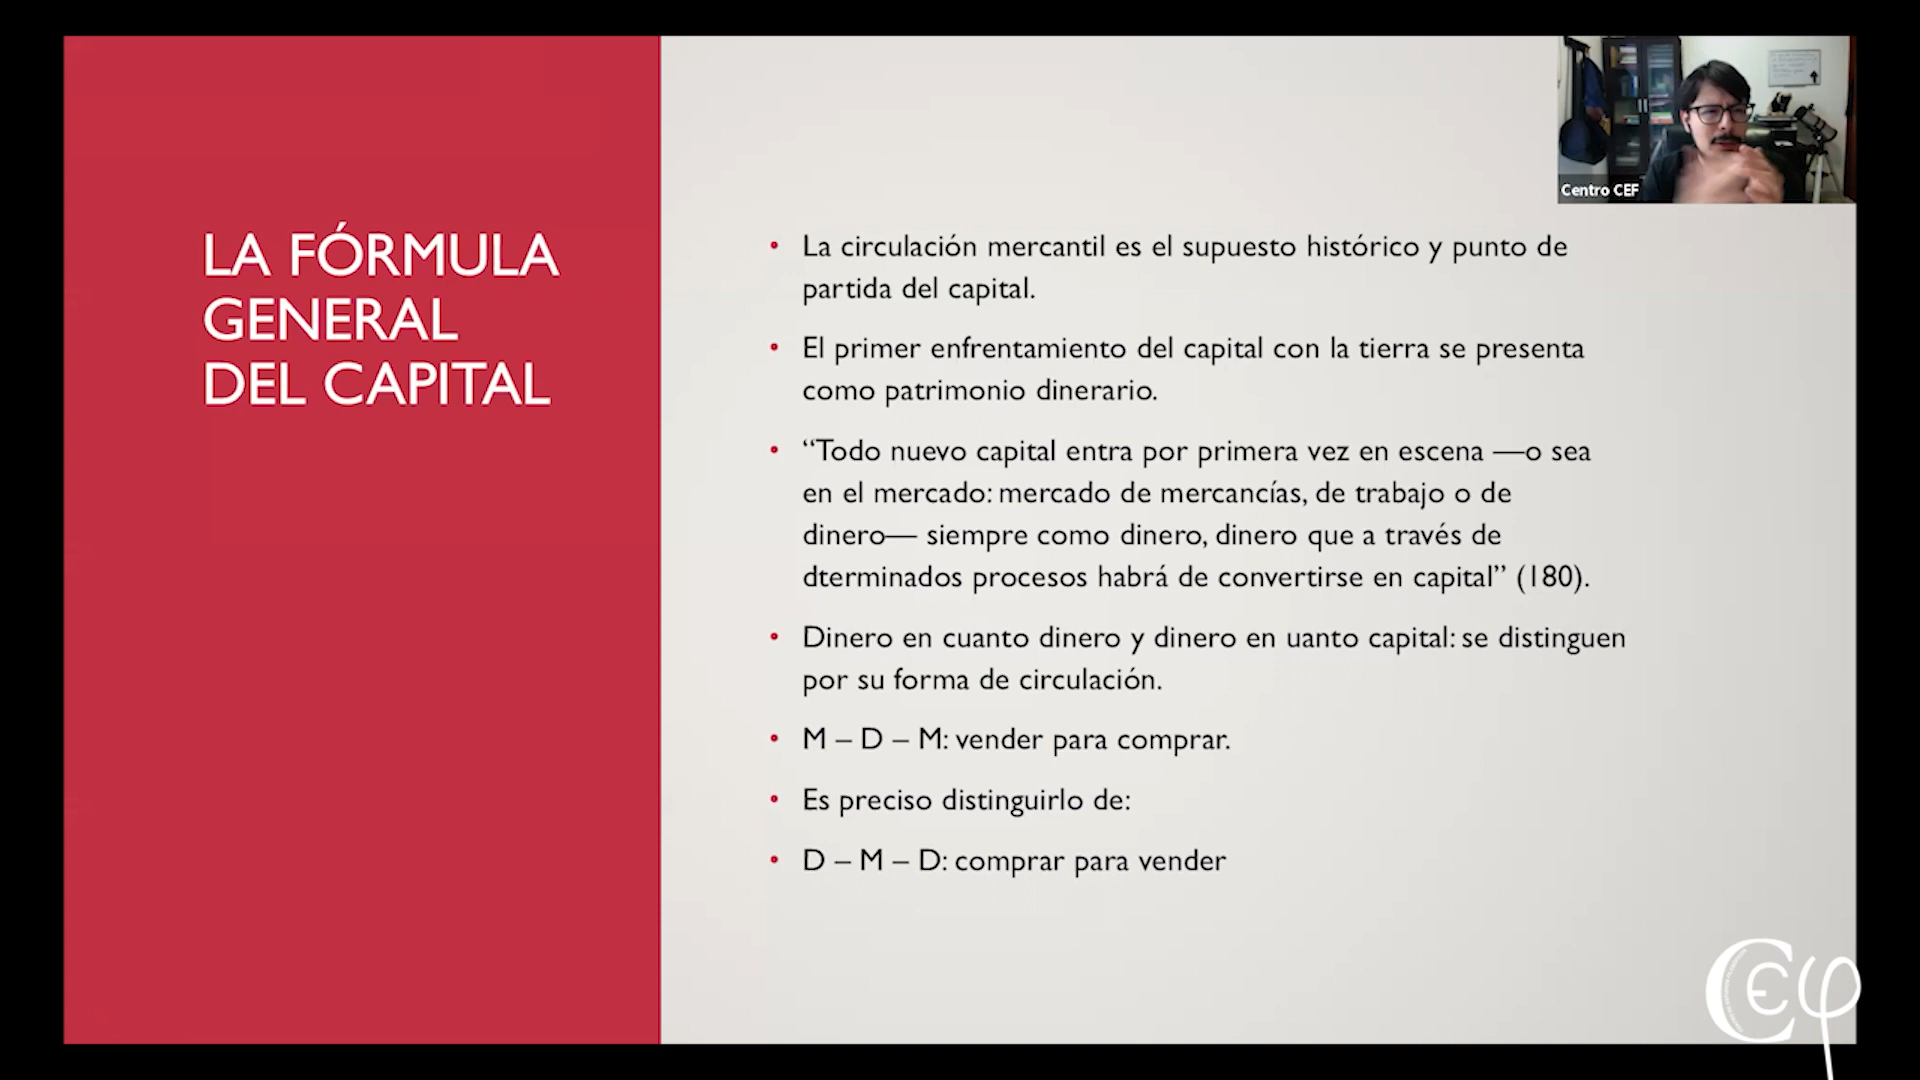 LA FÓRMULA
GENERAL
DEL CAPITAL
Centro CEF
• La circulación mercantil es el supuesto histórico y punto de
partida del capital.
• El primer enfrentamiento del capital con la tierra se presenta
como patrimonio dinerario.
• “Todo nuevo capital entra por primera vez en escena —o sea
en el mercado: mercado de mercancías, de trabajo o de
dinero— siempre como dinero, dinero que a través de
dterminados procesos habrá de convertirse en capital” (180).
• Dinero en cuanto dinero y dinero en uanto capital: se distinguen
por su forma de circulación.
• M – D – M: vender para comprar.
• Es preciso distinguirlo de:
• D – M – D: comprar para vender